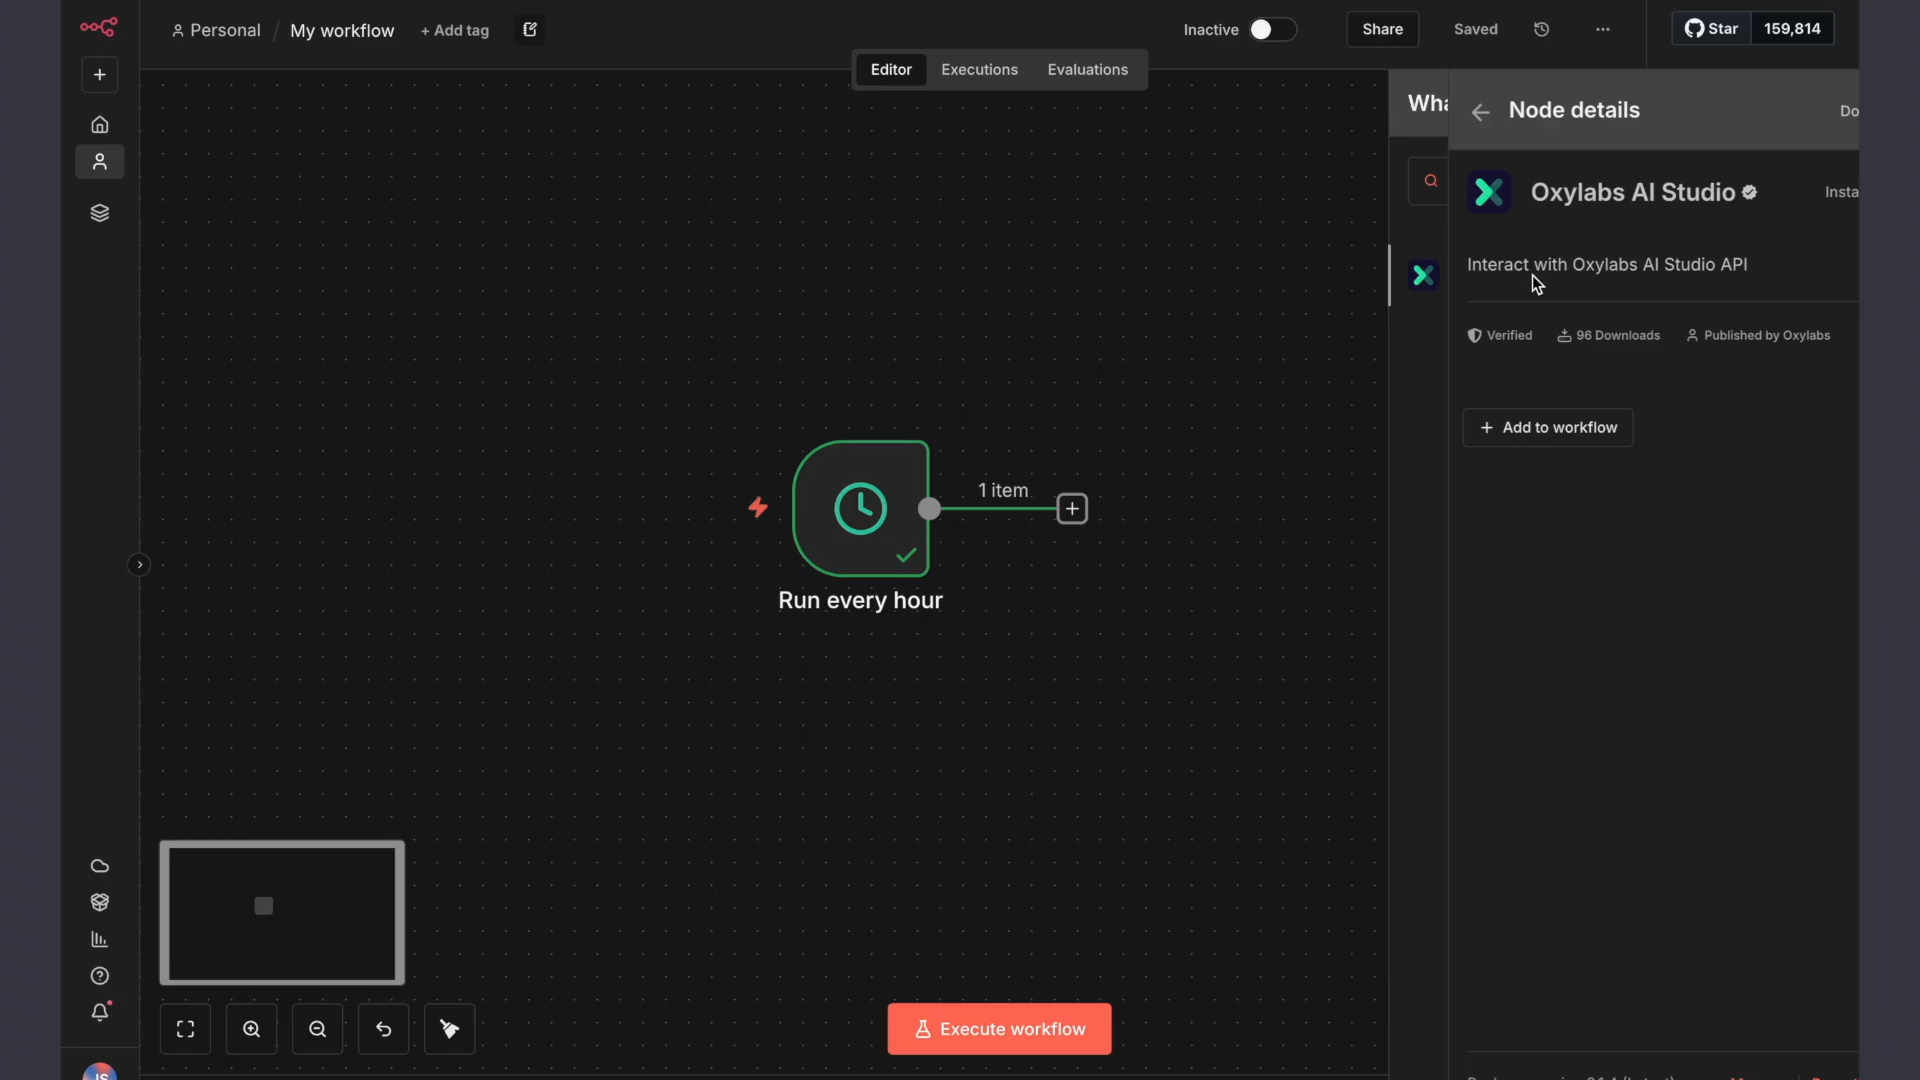 Personal / My workflow + Add tag
Inactive
Share
Saved
Star 159,814
Editor Executions Evaluations
Node details
Oxylabs AI Studio
Interact with Oxylabs AI Studio API
Verified 96 Downloads Published by Oxylabs
+ Add to workflow
1 item
Run every hour
Execute workflow
JS